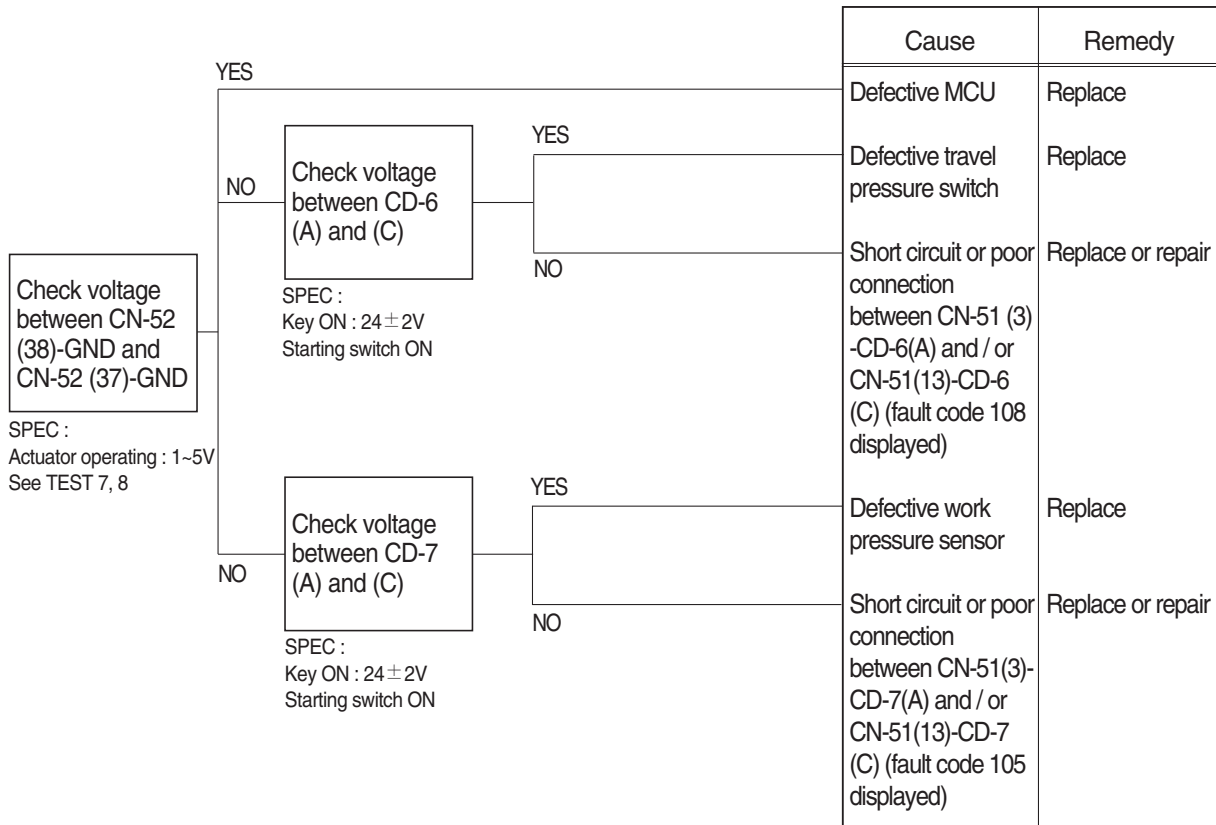 Cause
Remedy
YES
Defective MCU
Replace
YES
Defective travel
pressure switch
Replace
NO
Check voltage
between CD-6
(A) and (C)
NO
Short circuit or poor
connection
between CN-51 (3)
-CD-6(A) and / or
CN-51(13)-CD-6
(C) (fault code 108
displayed)
Replace or repair
SPEC :
Key ON : 24±2V
Starting switch ON
Check voltage
between CN-52
(38)-GND and
CN-52 (37)-GND
SPEC :
Actuator operating : 1~5V
See TEST 7, 8
YES
Defective work
pressure sensor
Replace
NO
Check voltage
between CD-7
(A) and (C)
NO
Short circuit or poor
connection
between CN-51(3)-
CD-7(A) and / or
CN-51(13)-CD-7
(C) (fault code 105
displayed)
Replace or repair
SPEC :
Key ON : 24±2V
Starting switch ON